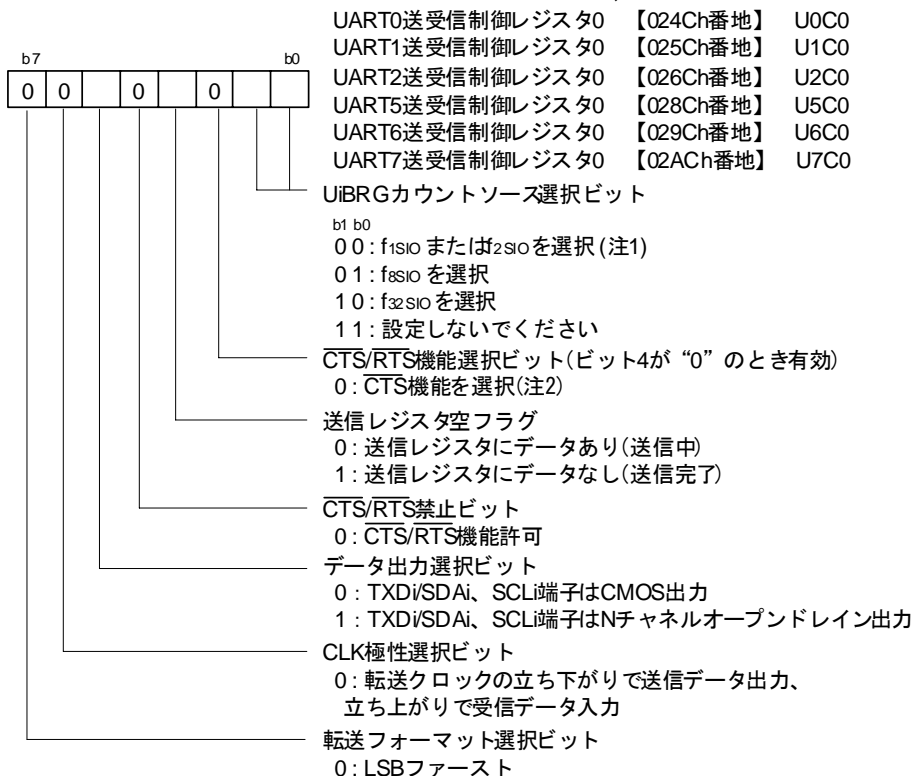 UART0送受信制御レジスタ0 【024Ch番地】 U0C0
UART1送受信制御レジスタ0 【025Ch番地】 U1C0
UART2送受信制御レジスタ0 【026Ch番地】 U2C0
UART5送受信制御レジスタ0 【028Ch番地】 U5C0
UART6送受信制御レジスタ0 【029Ch番地】 U6C0
UART7送受信制御レジスタ0 【02ACh番地】 U7C0
b7 b0
0 0 0 0
UiBRGカウントソース選択ビット
b1 b0
0 0 : f1SIO またはf2SIOを選択 (注1)
0 1 : f8SIO を選択
1 0 : f32SIO を選択
1 1 : 設定しないでください
CTS/RTS機能選択ビット(ビット4が“0”のとき有効)
0 : CTS機能を選択(注2)
送信レジスタ空フラグ
0 : 送信レジスタにデータあり(送信中)
1 : 送信レジスタにデータなし(送信完了)
CTS/RTS禁止ビット
0 : CTS/RTS機能許可
データ出力選択ビット
0 : TXDi/SDAi、SCLi端子はCMOS出力
1 : TXDi/SDAi、SCLi端子はNチャネルオープンドレイン出力
CLK極性選択ビット
0 : 転送クロックの立ち下がりで送信データ出力、
立ち上がりで受信データ入力
転送フォーマット選択ビット
0 : LSBファースト